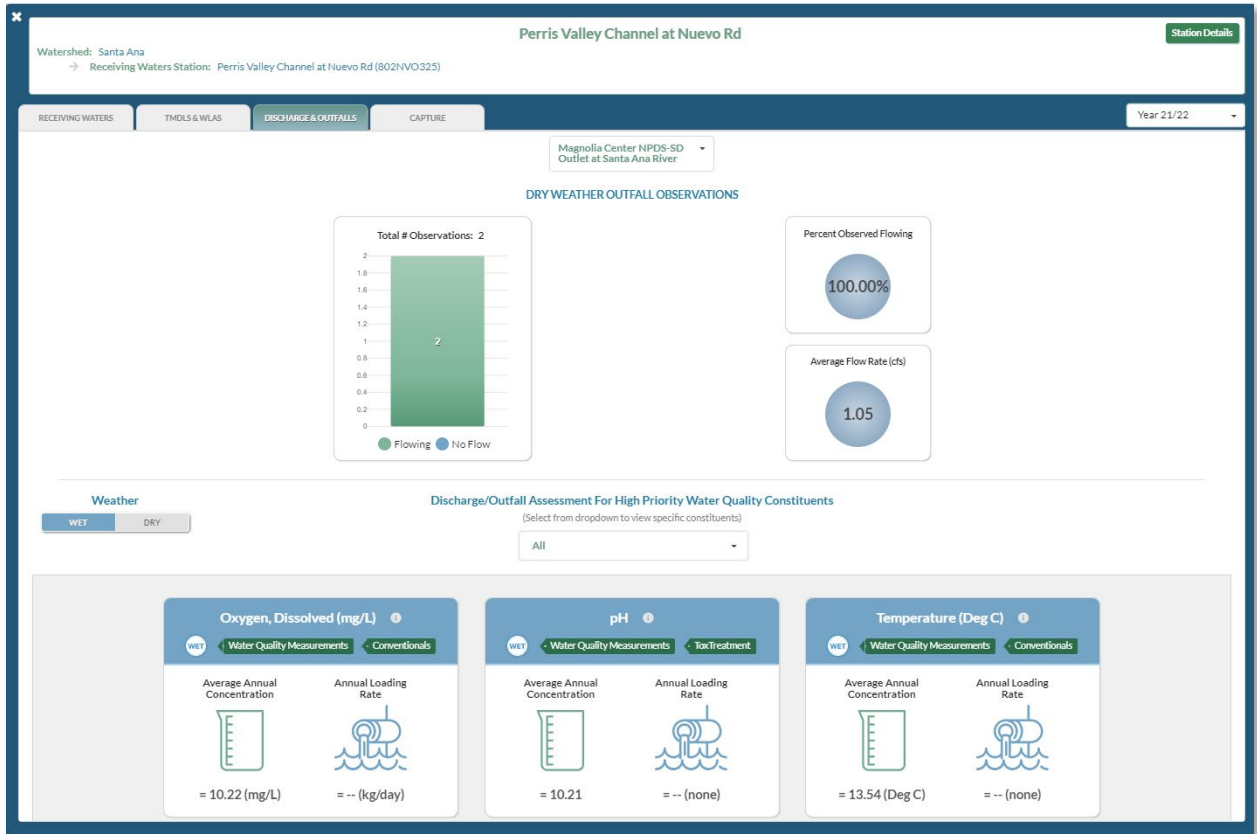 Perris Valley Channel at Nuevo Rd
Station Details
Watershed: Santa Ana
Receiving Waters Station: Perris Valley Channel at Nuevo Rd (802NVO325)
RECEIVING WATERS
TMDLS & WLAS
DISCHARGE & OUTFALLS
CAPTURE
Year 21/22
Magnolia Center NPDS-SD
Outlet at Santa Ana River
DRY WEATHER OUTFALL OBSERVATIONS
Total # Observations: 2
2
1.8
1.6
1.4
1.2
1
0.8
0.6
0.4
0.2
0
2
Flowing
No Flow
Percent Observed Flowing
100.00%
Average Flow Rate (cfs)
1.05
Weather
WET
DRY
Discharge/Outfall Assessment For High Priority Water Quality Constituents
(Select from dropdown to view specific constituents)
All
Oxygen, Dissolved (mg/L)
WET
Water Quality Measurements
Conventionals
Average Annual
Concentration
Annual Loading
Rate
= 10.22 (mg/L)
= -- (kg/day)
pH
WET
Water Quality Measurements
ToxTreatment
Average Annual
Concentration
Annual Loading
Rate
= 10.21
= -- (none)
Temperature (Deg C)
WET
Water Quality Measurements
Conventionals
Average Annual
Concentration
Annual Loading
Rate
= 13.54 (Deg C)
= -- (none)